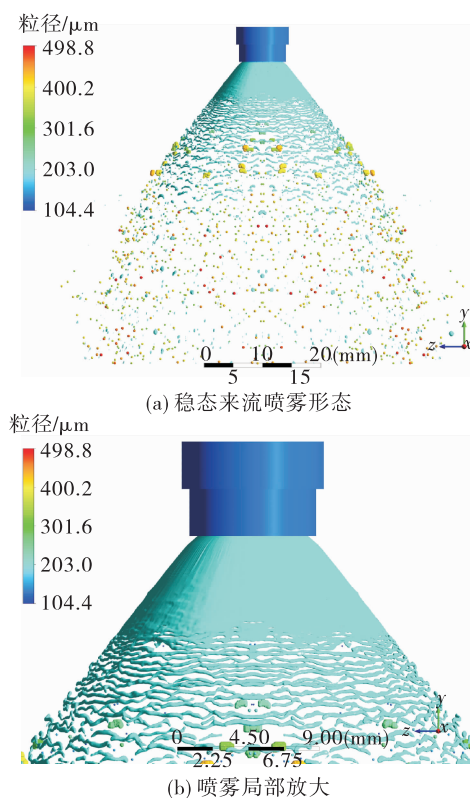 粒径/μm
498.8
400.2
301.6
203.0
104.4
y
z x
0 10 20(mm)
5 15
(a) 稳态来流喷雾形态
粒径/μm
498.8
400.2
301.6
203.0
104.4
y
z x
0 4.50 9.00(mm)
2.25 6.75
(b) 喷雾局部放大